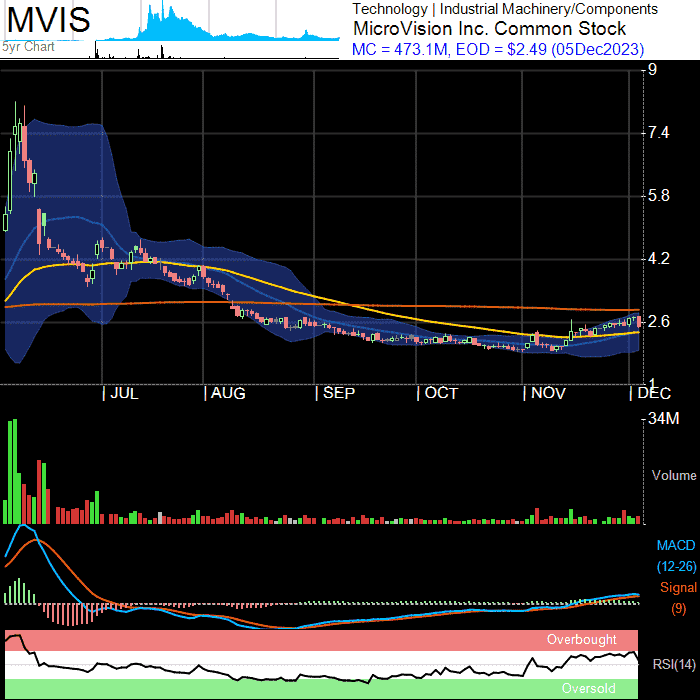 MVIS
5yr Chart
Technology | Industrial Machinery/Components
MicroVision Inc. Common Stock
MC = 473.1M, EOD = $2.49 (05Dec2023)
9
7.4
5.8
4.2
2.6
1
| JUL | AUG | SEP | OCT | NOV | DEC
34M
Volume
MACD
(12-26)
Signal
(9)
Overbought
RSI(14)
Oversold